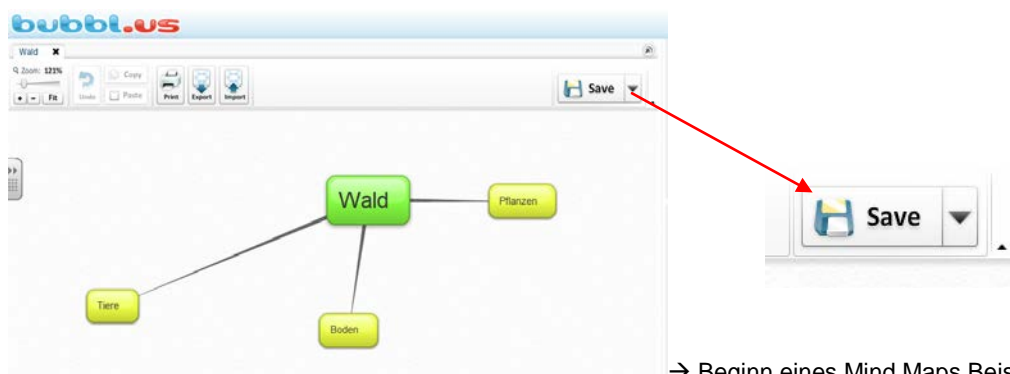 bubbl.us
Wald
Zoom: 121%
Fit
Undo
Copy
Paste
Print
Export
Import
Save
Wald
Pflanzen
Tiere
Boden
Save
→ Beginn eines Mind Maps Beis